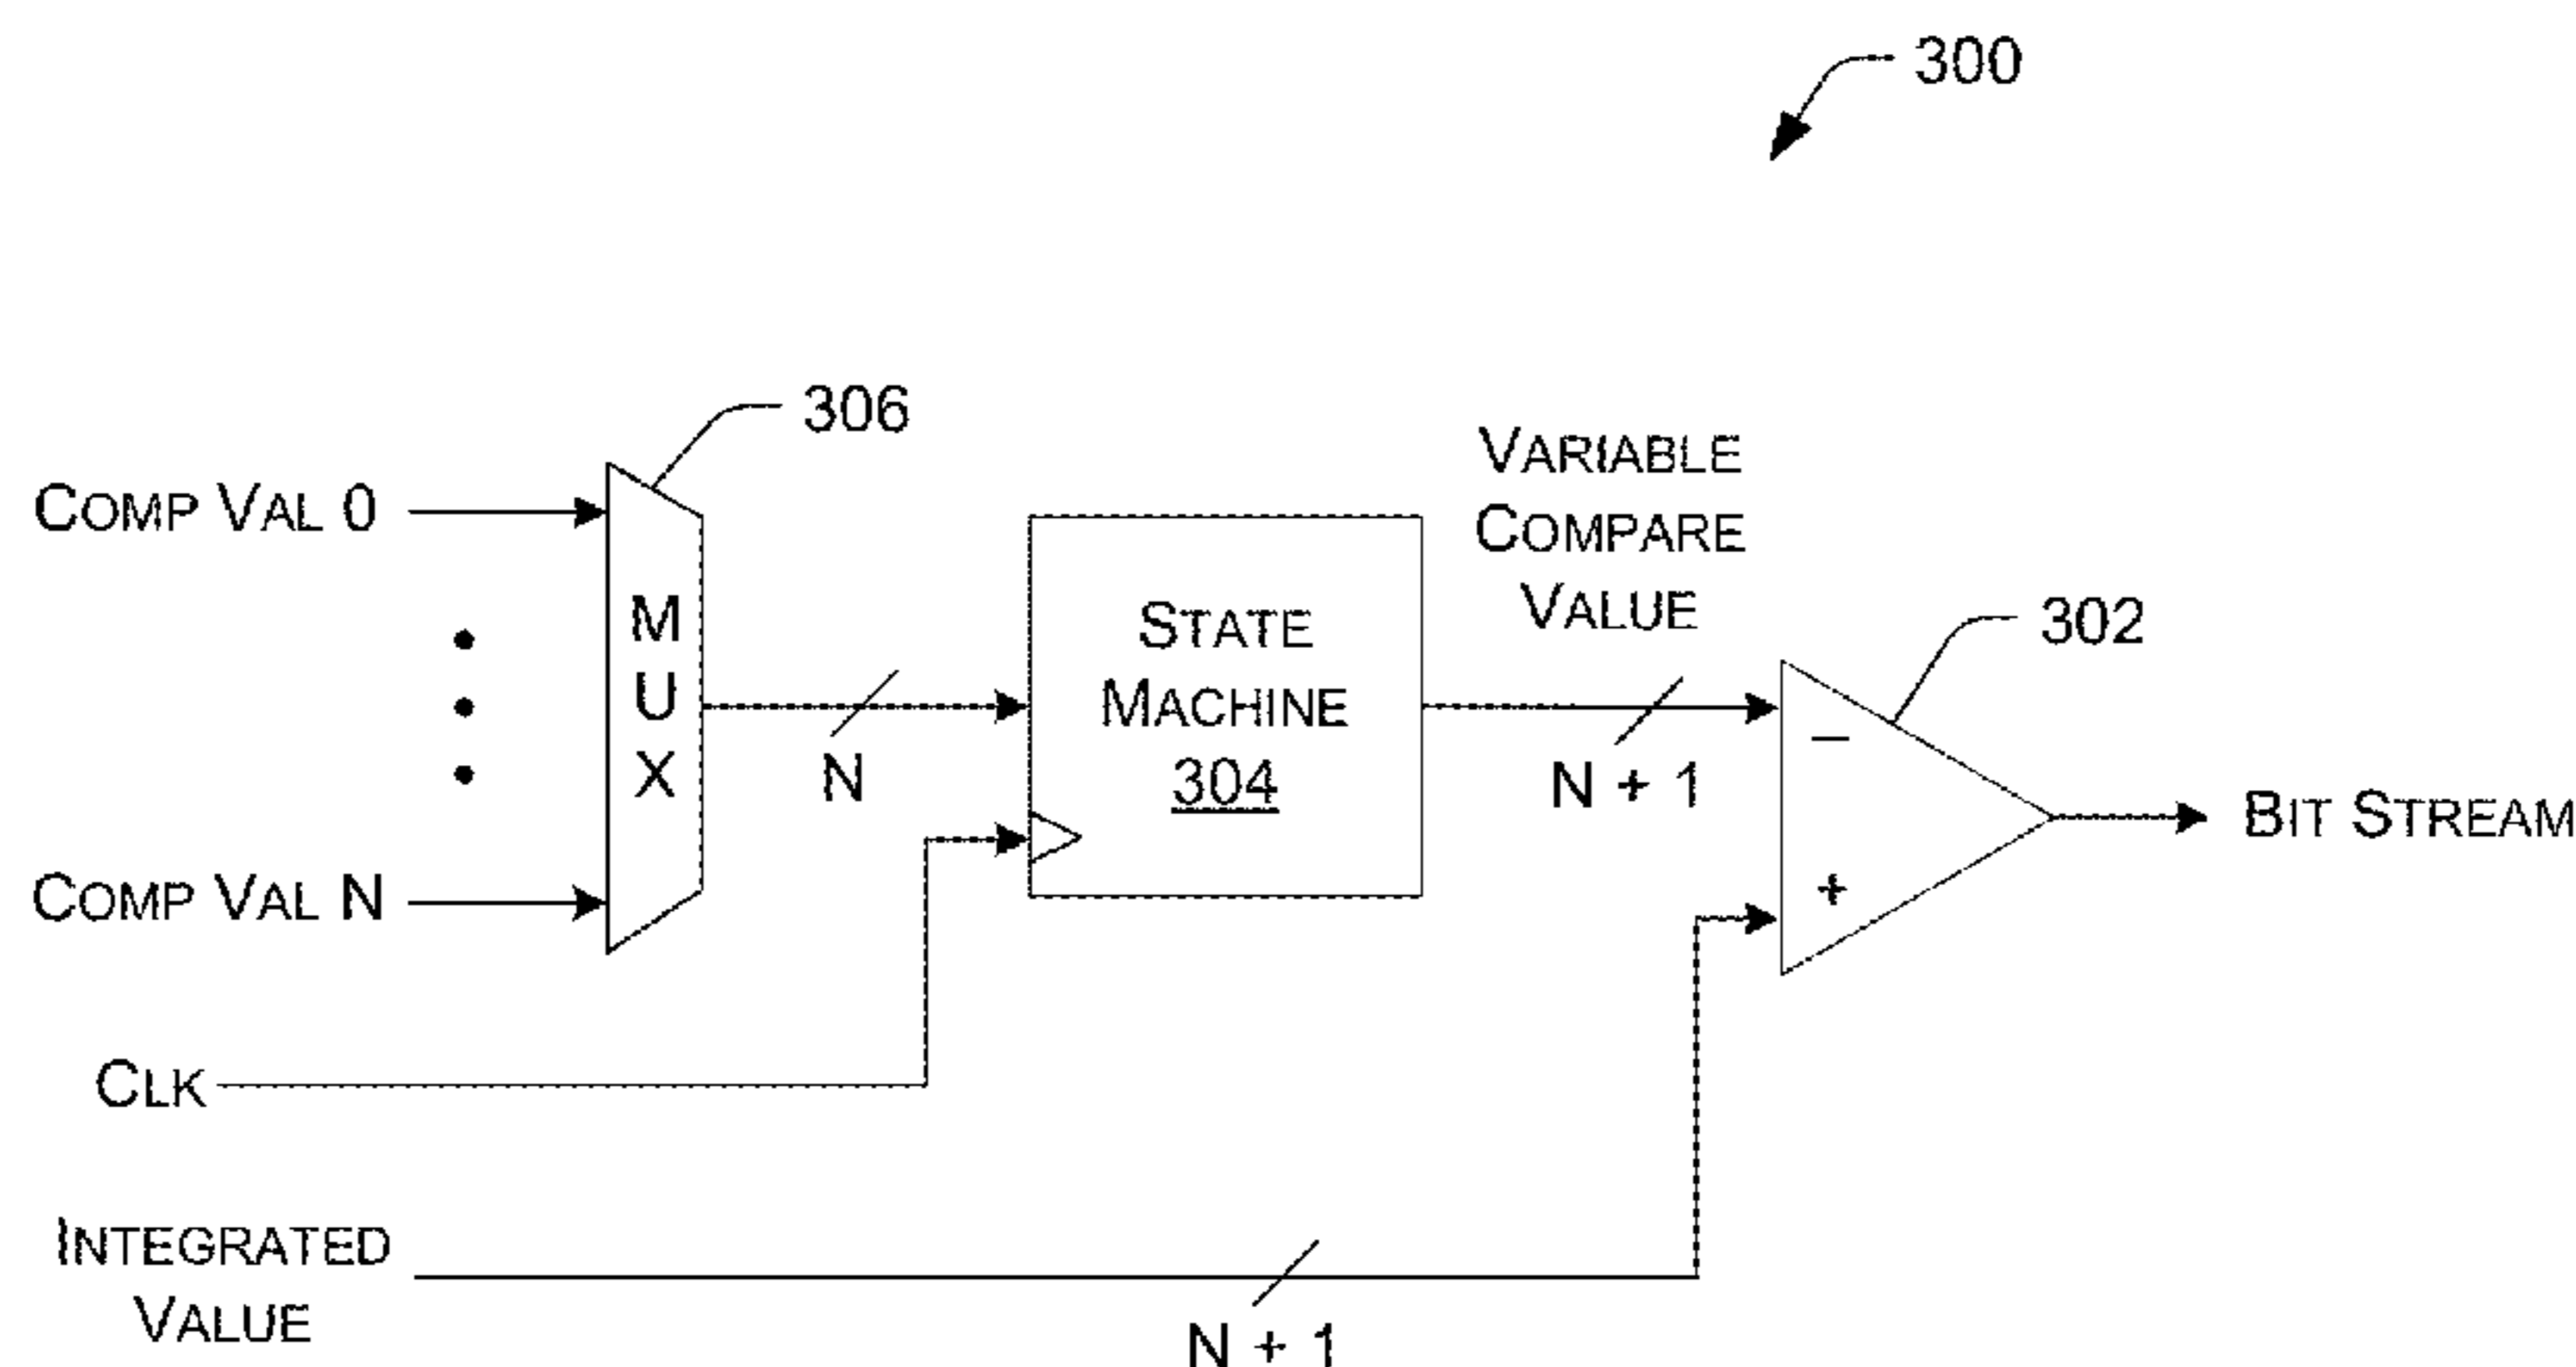 300
306
COMP VAL 0
MUX
COMP VAL N
N
STATE
MACHINE
304
VARIABLE
COMPARE
VALUE
N + 1
302
−
+
BIT STREAM
CLK
INTEGRATED
VALUE
N + 1